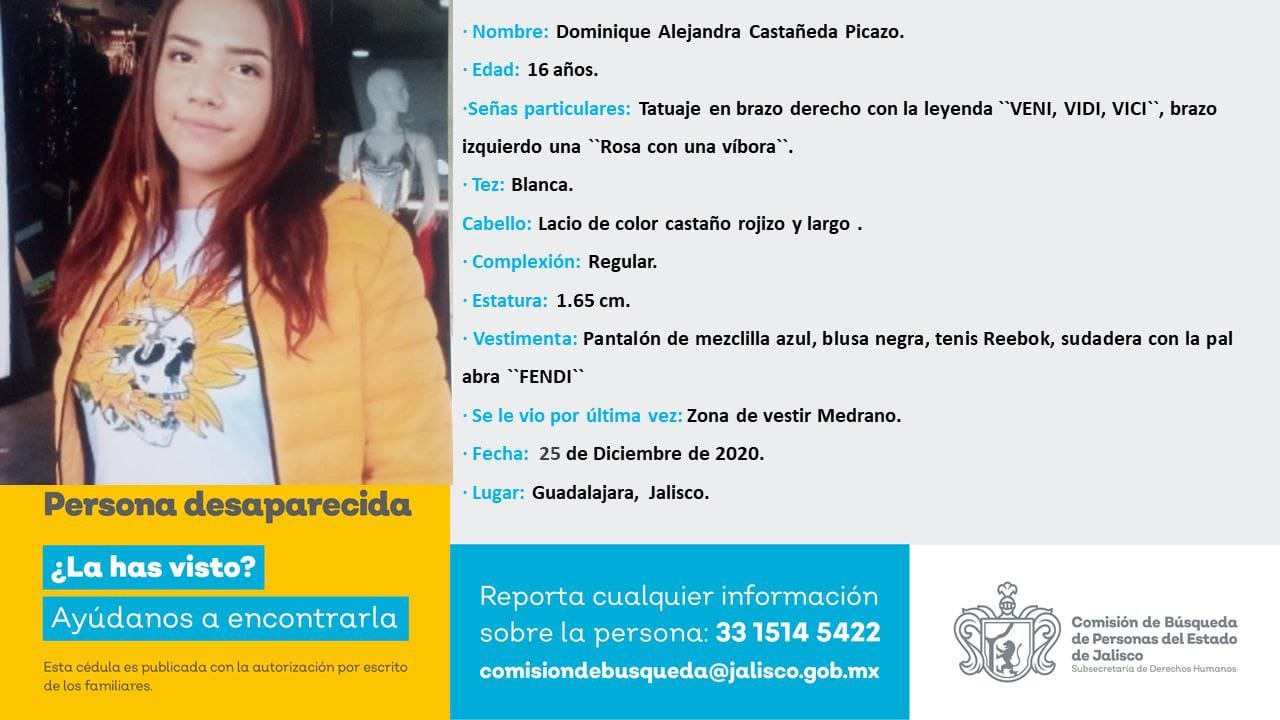 · Nombre: Dominique Alejandra Castañeda Picazo.
· Edad: 16 años.
·Señas particulares: Tatuaje en brazo derecho con la leyenda ``VENI, VIDI, VICI``, brazo
izquierdo una ``Rosa con una víbora``.
· Tez: Blanca.
Cabello: Lacio de color castaño rojizo y largo .
· Complexión: Regular.
· Estatura: 1.65 cm.
· Vestimenta: Pantalón de mezclilla azul, blusa negra, tenis Reebok, sudadera con la pal
abra ``FENDI``
· Se le vio por última vez: Zona de vestir Medrano.
· Fecha: 25 de Diciembre de 2020.
· Lugar: Guadalajara, Jalisco.
Persona desaparecida
¿La has visto?
Ayúdanos a encontrarla
Esta cédula es publicada con la autorización por escrito
de los familiares.
Reporta cualquier información
sobre la persona: 33 1514 5422
comisiondebusqueda@jalisco.gob.mx
Comisión de Búsqueda
de Personas del Estado
de Jalisco
Subsecretaría de Derechos Humanos